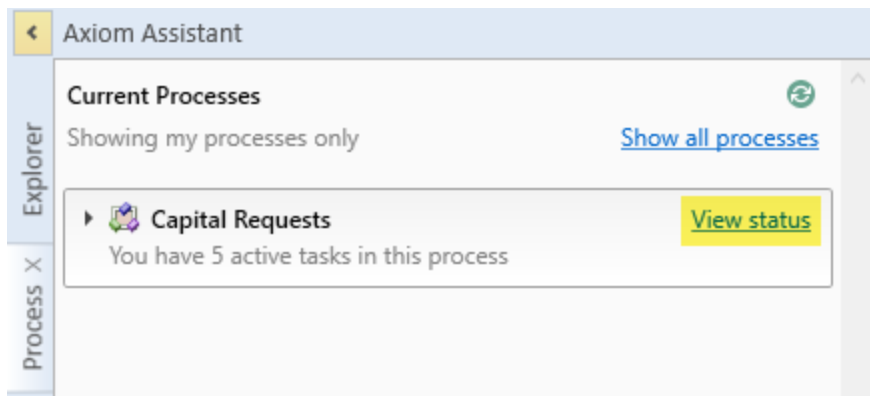 Axiom Assistant
Explorer
Process
Current Processes
Showing my processes only Show all processes
Capital Requests View status
You have 5 active tasks in this process